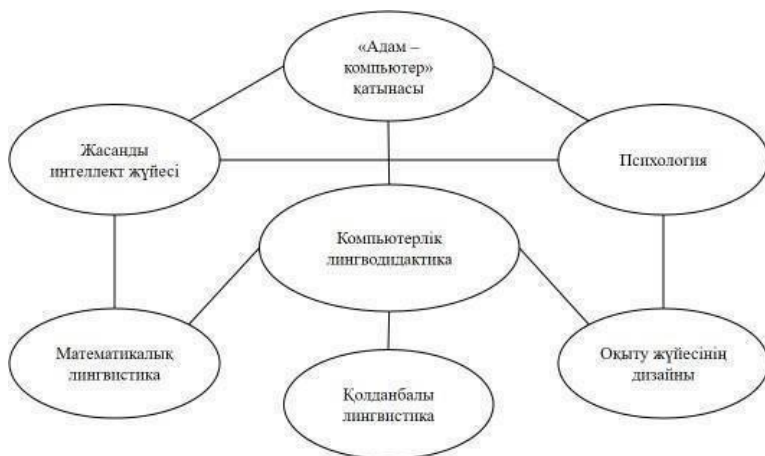 «Адам –
компьютер»
қатынасы
Жасанды
интеллект жүйесі
Психология
Компьютерлік
лингводидактика
Математикалық
лингвистика
Оқыту жүйесінің
дизайны
Қолданбалы
лингвистика